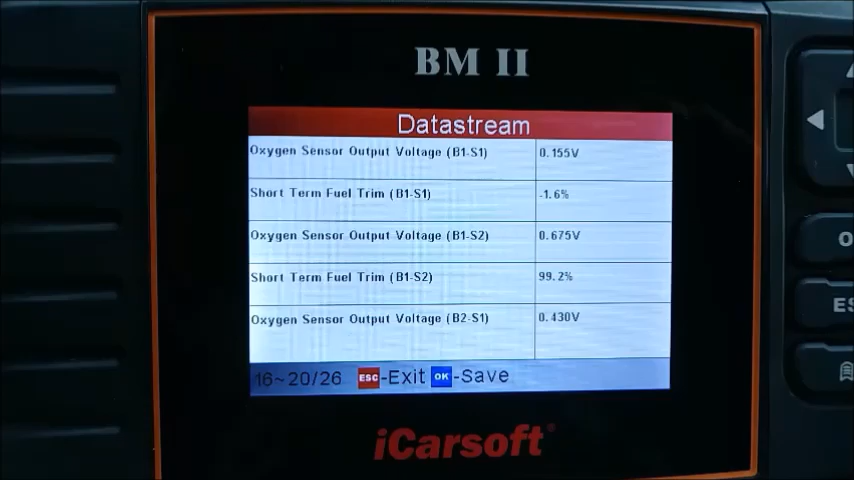 BM II
Datastream
Oxygen Sensor Output Voltage (B1-S1) 0.155V
Short Term Fuel Trim (B1-S1) -1.6%
Oxygen Sensor Output Voltage (B1-S2) 0.675V
Short Term Fuel Trim (B1-S2) 99.2%
Oxygen Sensor Output Voltage (B2-S1) 0.430V
16~20/26 ESC -Exit OK -Save
iCarsoft®
O
ES